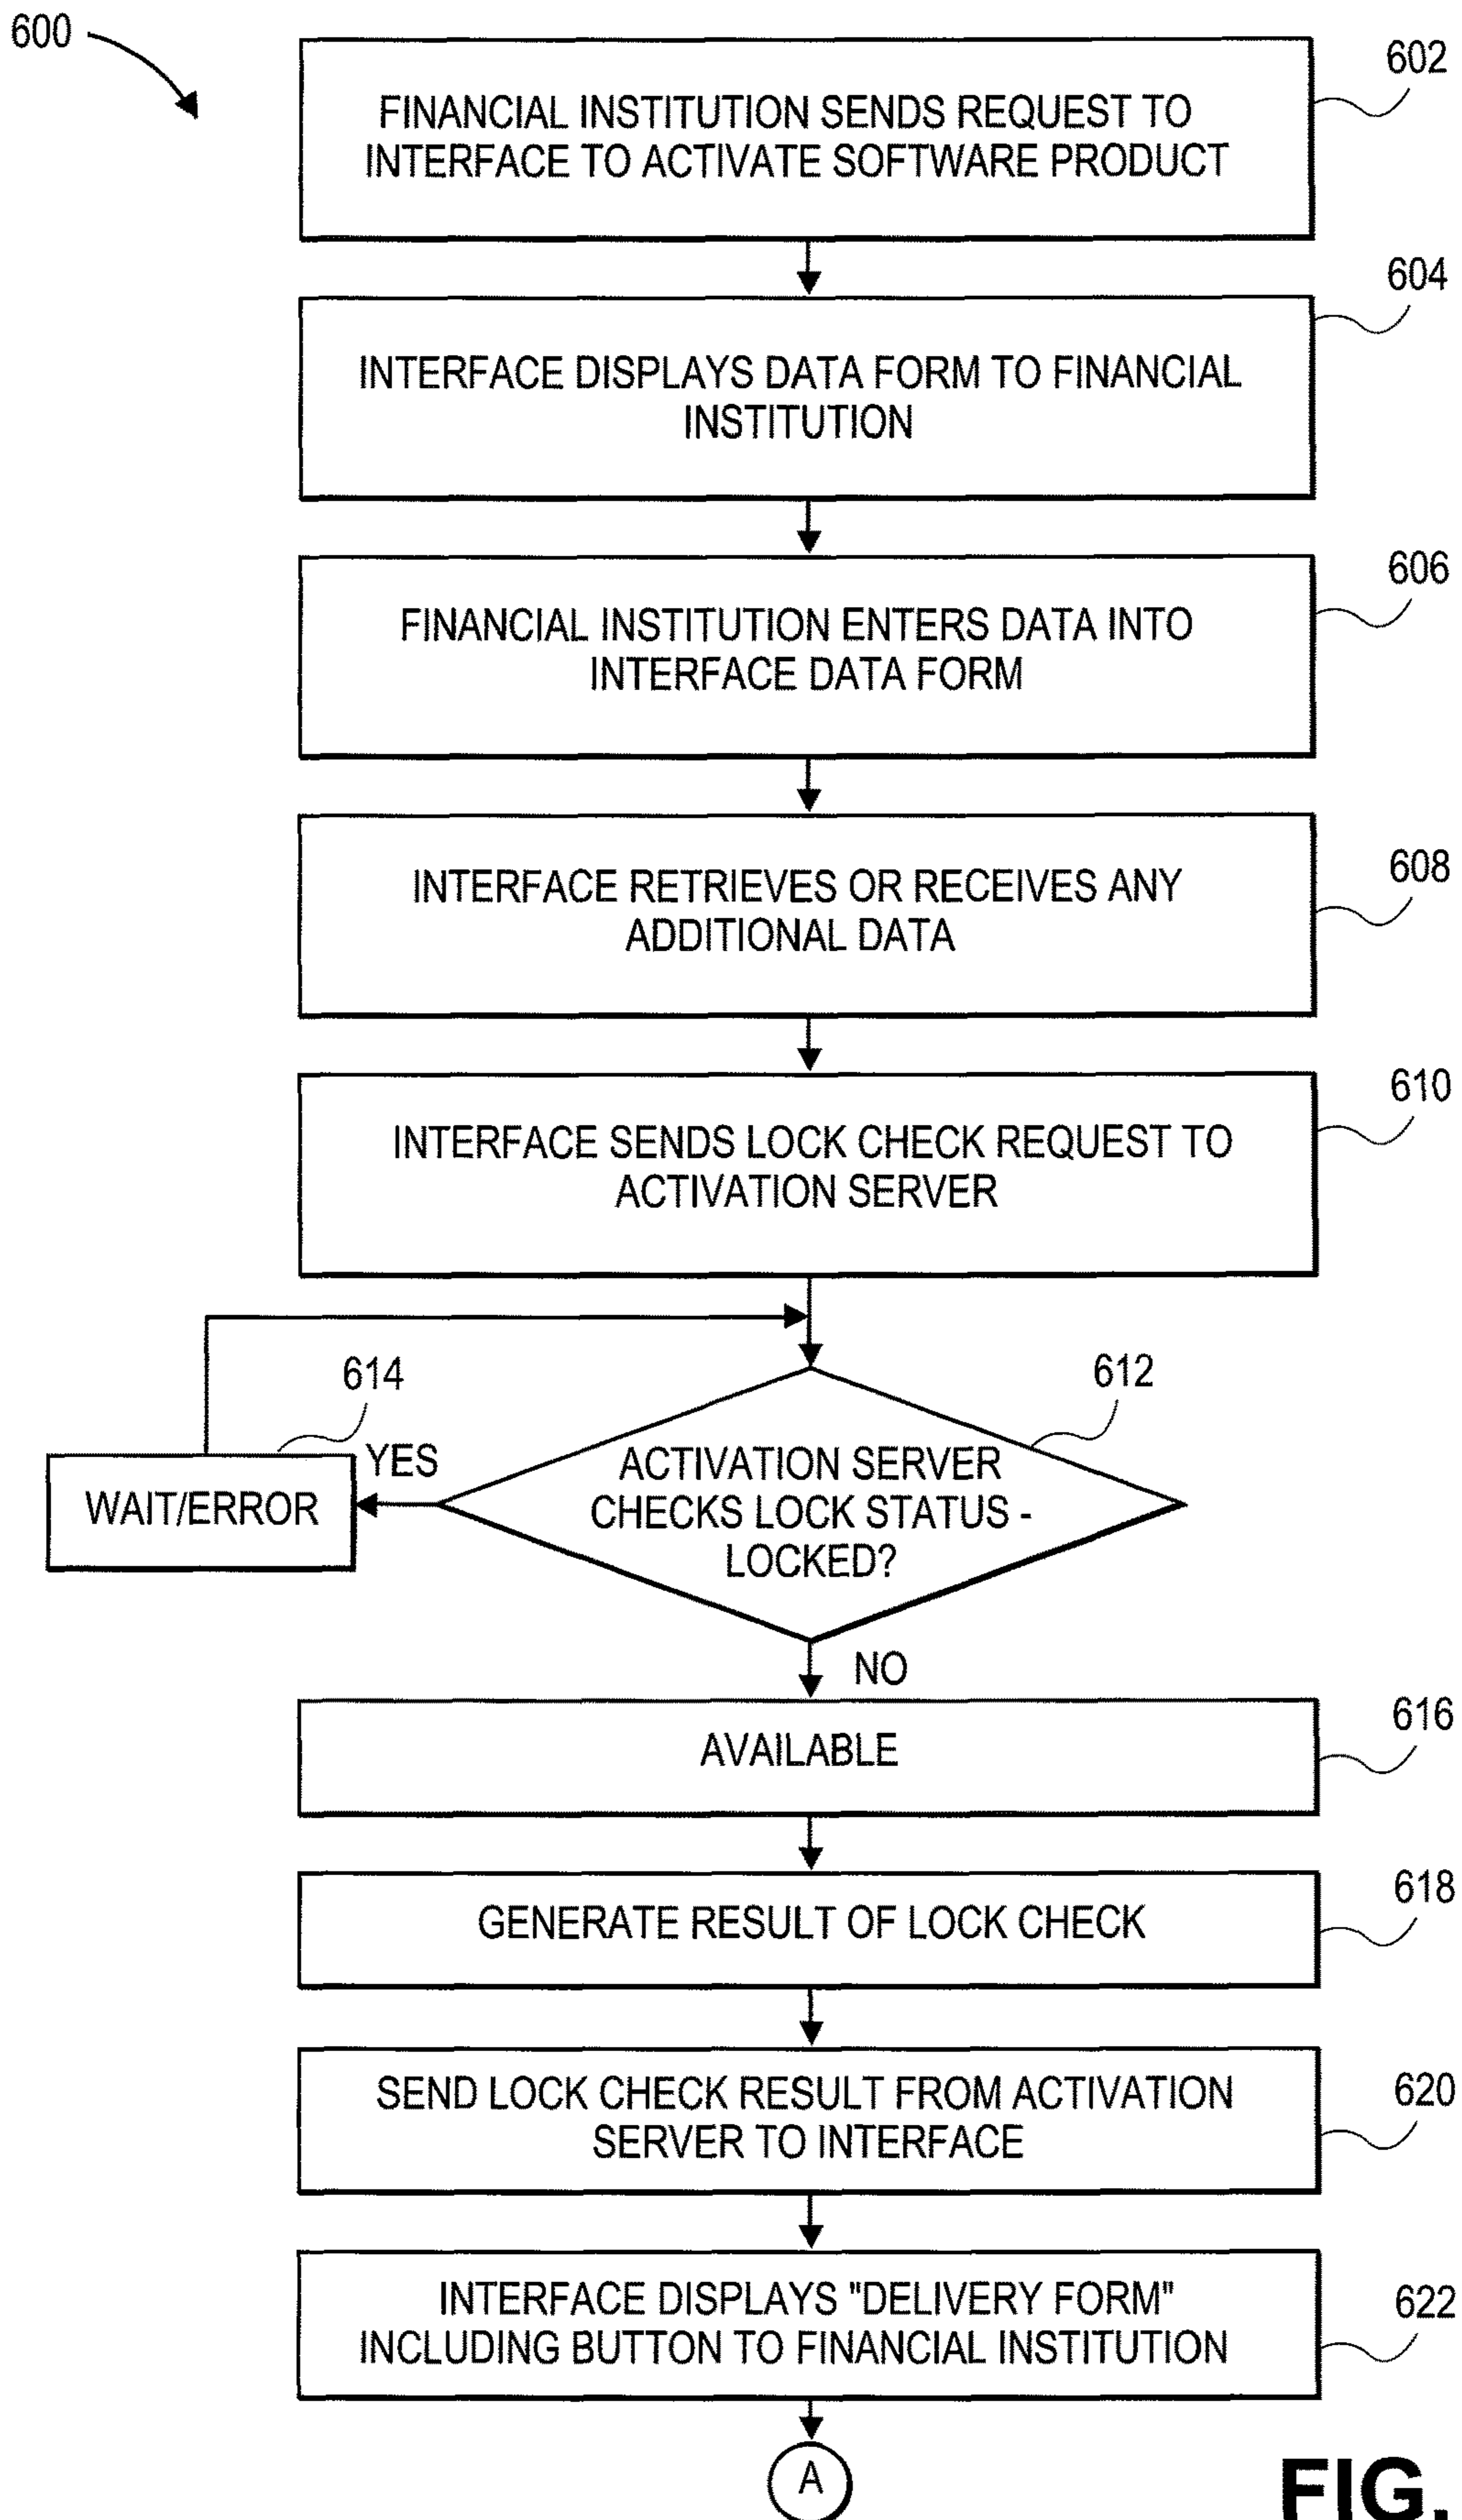 600
602
FINANCIAL INSTITUTION SENDS REQUEST TO
INTERFACE TO ACTIVATE SOFTWARE PRODUCT
604
INTERFACE DISPLAYS DATA FORM TO FINANCIAL
INSTITUTION
606
FINANCIAL INSTITUTION ENTERS DATA INTO
INTERFACE DATA FORM
608
INTERFACE RETRIEVES OR RECEIVES ANY
ADDITIONAL DATA
610
INTERFACE SENDS LOCK CHECK REQUEST TO
ACTIVATION SERVER
614
612
YES
WAIT/ERROR
ACTIVATION SERVER
CHECKS LOCK STATUS -
LOCKED?
NO
616
AVAILABLE
618
GENERATE RESULT OF LOCK CHECK
620
SEND LOCK CHECK RESULT FROM ACTIVATION
SERVER TO INTERFACE
622
INTERFACE DISPLAYS "DELIVERY FORM"
INCLUDING BUTTON TO FINANCIAL INSTITUTION
A
FIG.